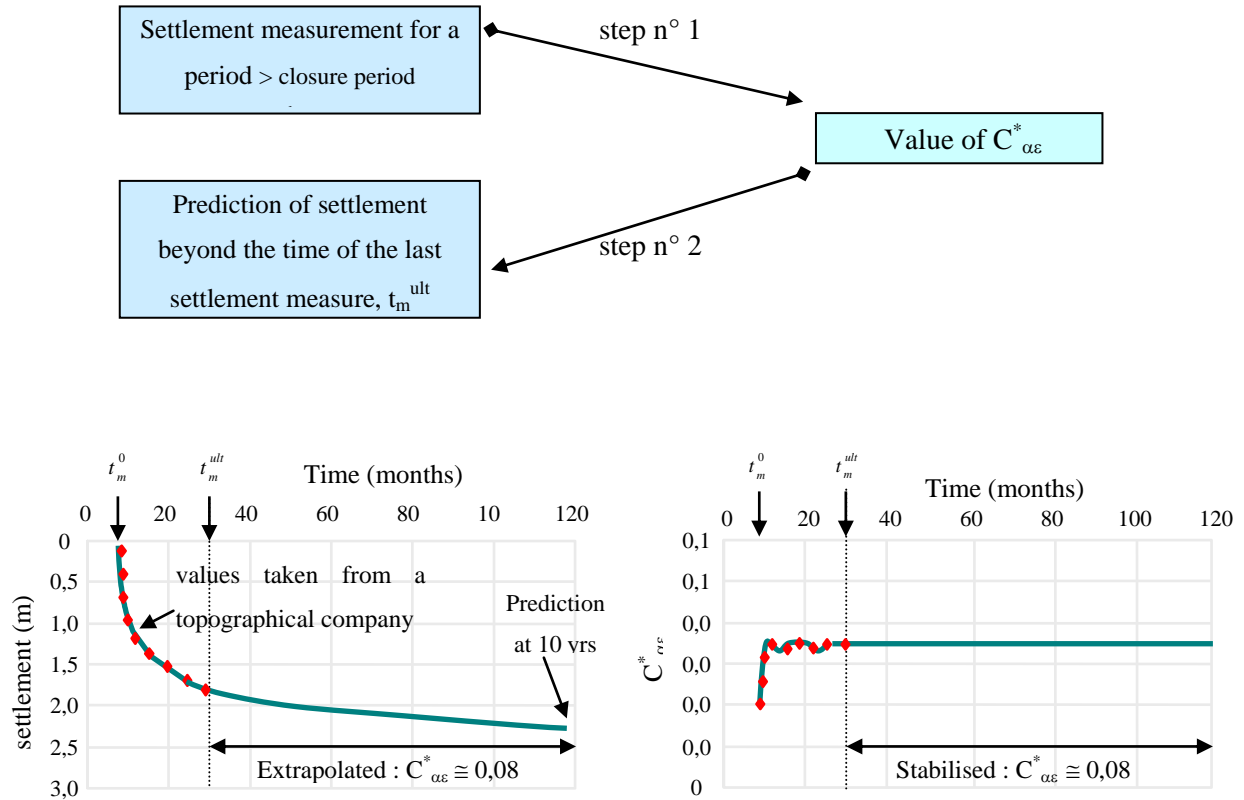 Settlement measurement for a
period > closure period
step n° 1
Value of C*αε
Prediction of settlement
beyond the time of the last
settlement measure, tm^ult
step n° 2
t_m^0
t_m^ult
Time (months)
0 20 40 60 80 10 120
0
0,5
1,0
1,5
2,0
2,5
3,0
settlement (m)
values taken from a
topographical company
Prediction
at 10 yrs
Extrapolated : C*αε ≅ 0,08
t_m^0
t_m^ult
Time (months)
0 20 40 60 80 100 120
0,1
0,1
0,0
0,0
0,0
0,0
0
C*αε
Stabilised : C*αε ≅ 0,08